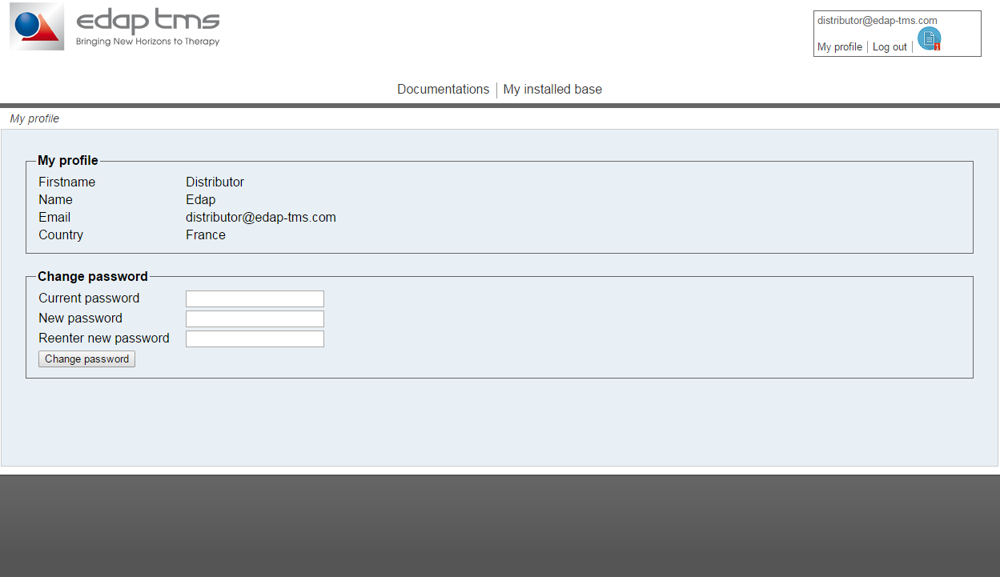 edap tms
Bringing New Horizons to Therapy
distributor@edap-tms.com
My profile Log out 1
Documentations My installed base
My profile
My profile
Firstname Distributor
Name Edap
Email distributor@edap-tms.com
Country France
Change password
Current password
New password
Reenter new password
Change password